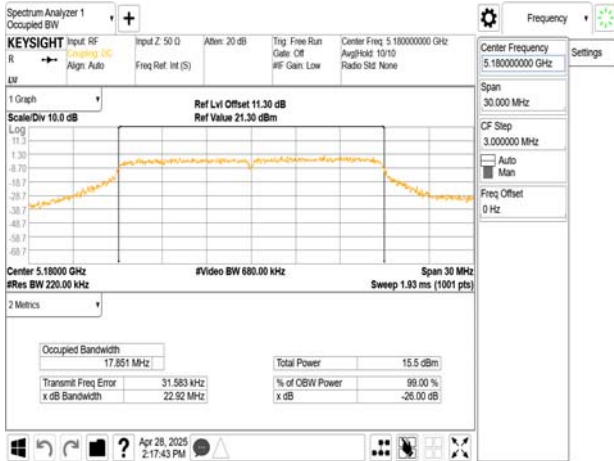 Spectrum Analyzer 1
Occupied BW
+
Frequency
KEYSIGHT
R
LXI
Input: RF
Coupling: DC
Align: Auto
Input Z: 50 Ω
Freq Ref: Int (S)
Atten: 20 dB
Trig: Free Run
Gate: Off
#IF Gain: Low
Center Freq: 5.180000000 GHz
Avg|Hold: 10/10
Radio Std: None
Center Frequency
5.180000000 GHz
Settings
Span
30.000 MHz
CF Step
3.000000 MHz
Auto
Man
Freq Offset
0 Hz
1 Graph
Scale/Div 10.0 dB
Ref Lvl Offset 11.30 dB
Ref Value 21.30 dBm
Log
11.3
1.30
-8.70
-18.7
-28.7
-38.7
-48.7
-58.7
-68.7
Center 5.18000 GHz
#Res BW 220.00 kHz
#Video BW 680.00 kHz
Span 30 MHz
Sweep 1.93 ms (1001 pts)
2 Metrics
Occupied Bandwidth
17.851 MHz
Total Power 15.5 dBm
Transmit Freq Error 31.583 kHz
% of OBW Power 99.00 %
x dB Bandwidth 22.92 MHz
x dB -26.00 dB
?
Apr 28, 2025
2:17:43 PM